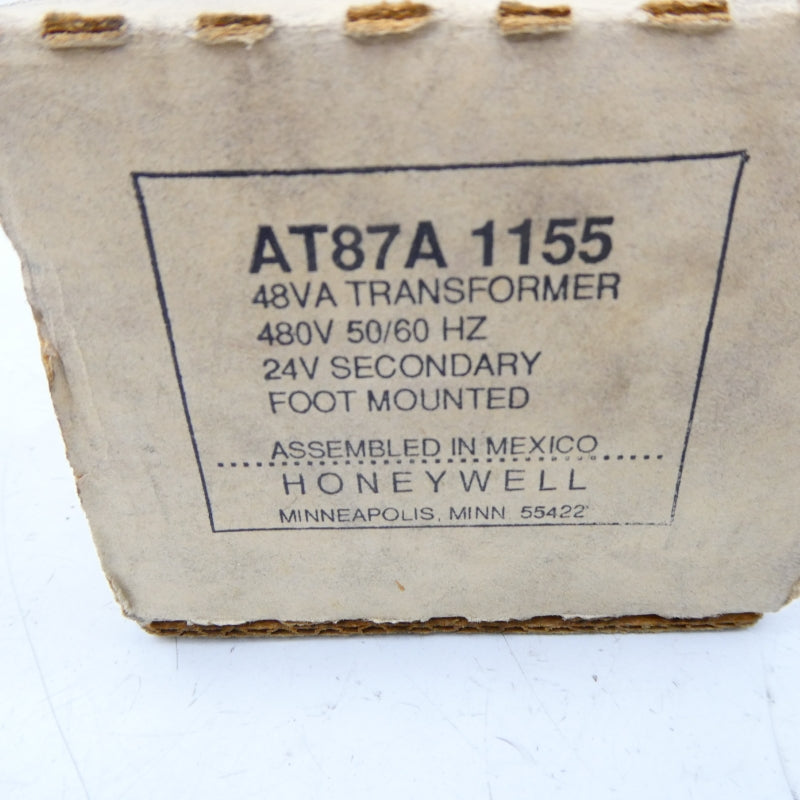 AT87A 1155
48VA TRANSFORMER
480V 50/60 HZ
24V SECONDARY
FOOT MOUNTED
ASSEMBLED IN MEXICO
HONEYWELL
MINNEAPOLIS, MINN 55422